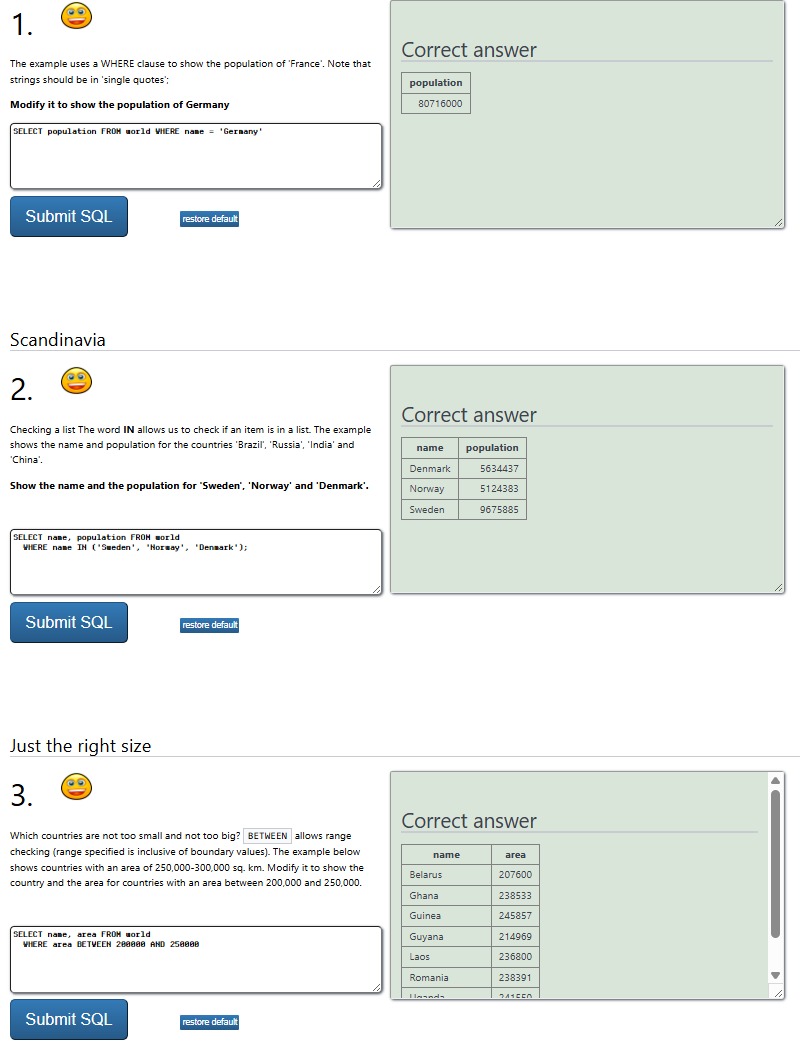 1.
The example uses a WHERE clause to show the population of 'France'. Note that
strings should be in 'single quotes';
Modify it to show the population of Germany
SELECT population FROM world WHERE name = 'Germany'
Submit SQL
restore default
Correct answer
population
80716000
Scandinavia
2.
Checking a list The word IN allows us to check if an item is in a list. The example
shows the name and population for the countries 'Brazil', 'Russia', 'India' and
'China'.
Show the name and the population for 'Sweden', 'Norway' and 'Denmark'.
SELECT name, population FROM world
WHERE name IN ('Sweden', 'Norway', 'Denmark');
Submit SQL
restore default
Correct answer
name population
Denmark 5634437
Norway 5124383
Sweden 9675885
Just the right size
3.
Which countries are not too small and not too big? BETWEEN allows range
checking (range specified is inclusive of boundary values). The example below
shows countries with an area of 250,000-300,000 sq. km. Modify it to show the
country and the area for countries with an area between 200,000 and 250,000.
SELECT name, area FROM world
WHERE area BETWEEN 200000 AND 250000
Submit SQL
restore default
Correct answer
name area
Belarus 207600
Ghana 238533
Guinea 245857
Guyana 214969
Laos 236800
Romania 238391
Uganda 241550